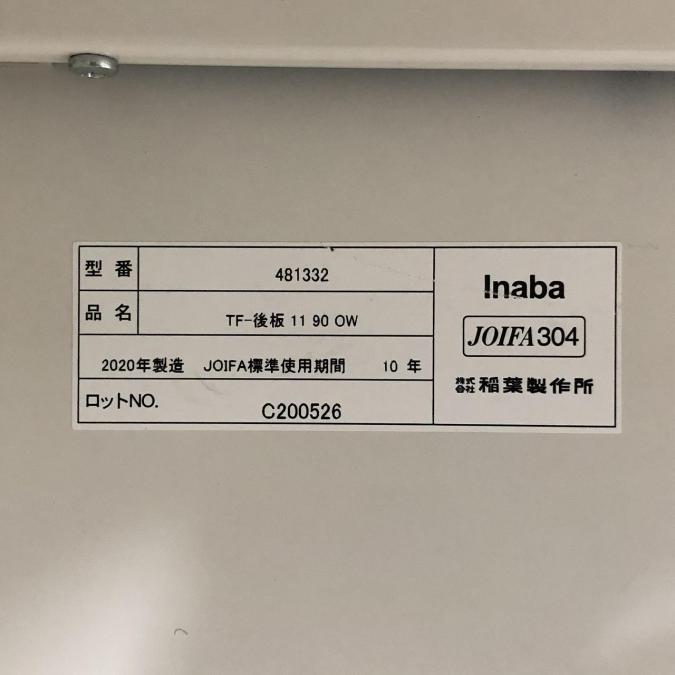 型番 481332
品名 TF-後板 11 90 OW
2020年製造 JOIFA標準使用期間 10 年
ロットNO. C200526
Inaba
JOIFA304
株式会社 稲葉製作所